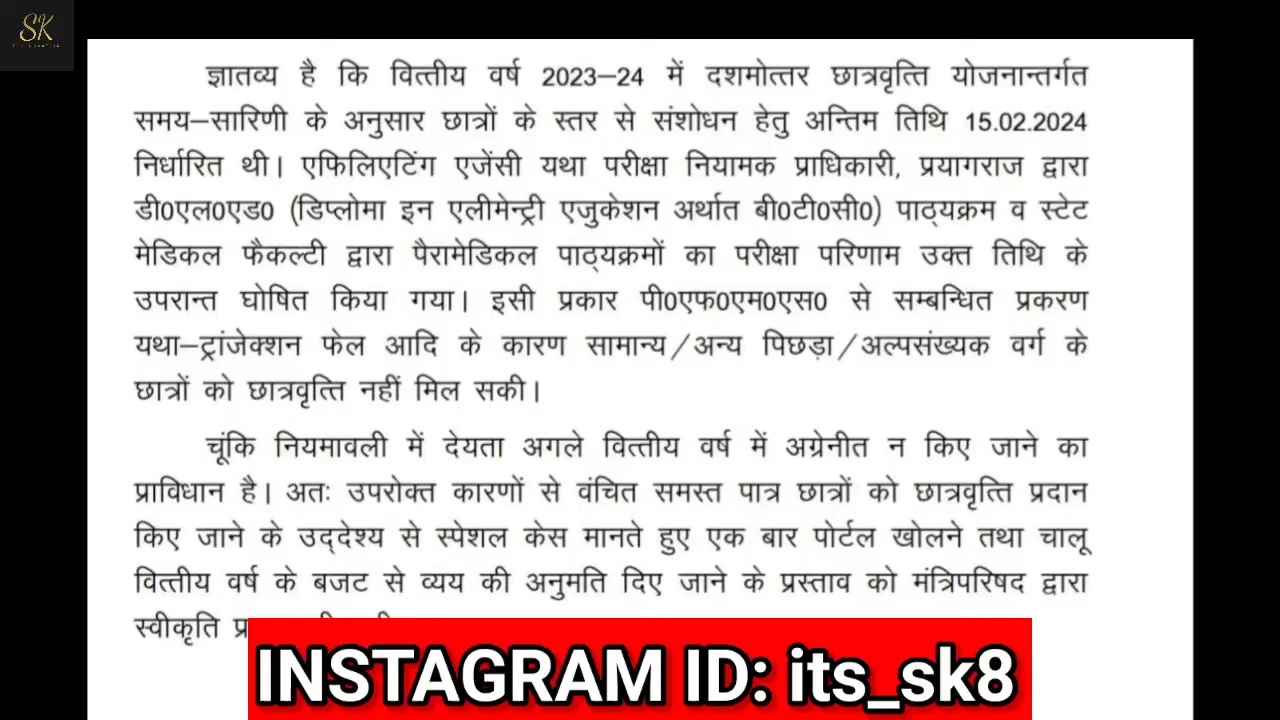 SK
ज्ञातव्य है कि वित्तीय वर्ष 2023–24 में दशमोत्तर छात्रवृत्ति योजनान्तर्गत
समय–सारिणी के अनुसार छात्रों के स्तर से संशोधन हेतु अन्तिम तिथि 15.02.2024
निर्धारित थी। एफिलिएटिंग एजेंसी यथा परीक्षा नियामक प्राधिकारी, प्रयागराज द्वारा
डी0एल0एड0 (डिप्लोमा इन एलीमेन्ट्री एजुकेशन अर्थात बी0टी0सी0) पाठ्यक्रम व स्टेट
मेडिकल फैकल्टी द्वारा पैरामेडिकल पाठ्यक्रमों का परीक्षा परिणाम उक्त तिथि के
उपरान्त घोषित किया गया। इसी प्रकार पी0एफ0एम0एस0 से सम्बन्धित प्रकरण
यथा–ट्रांजेक्शन फेल आदि के कारण सामान्य/अन्य पिछड़ा/अल्पसंख्यक वर्ग के
छात्रों को छात्रवृत्ति नहीं मिल सकी।
चूंकि नियमावली में देयता अगले वित्तीय वर्ष में अग्रेनीत न किए जाने का
प्राविधान है। अतः उपरोक्त कारणों से वंचित समस्त पात्र छात्रों को छात्रवृत्ति प्रदान
किए जाने के उद्देश्य से स्पेशल केस मानते हुए एक बार पोर्टल खोलने तथा चालू
वित्तीय वर्ष के बजट से व्यय की अनुमति दिए जाने के प्रस्ताव को मंत्रिपरिषद द्वारा
स्वीकृति
INSTAGRAM ID: its_sk8